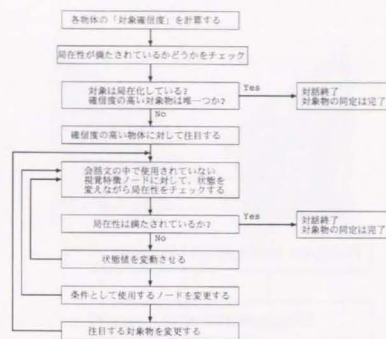 各物体の「対象確信度」を計算する
局在性が満たされているかどうかをチェック
対象は局在化している?
確信度の高い対象物は唯一つか?
Yes
対話終了
対象物の同定は完了
No
確信度の高い物体に対して注目する
会話文の中で使用されていない
視覚特徴ノードに対して、状態を
変えながら局在性をチェックする
局在性は満たされているか?
Yes
対話終了
対象物の同定は完了
No
状態値を変動させる
条件として使用するノードを変更する
注目する対象物を変更する